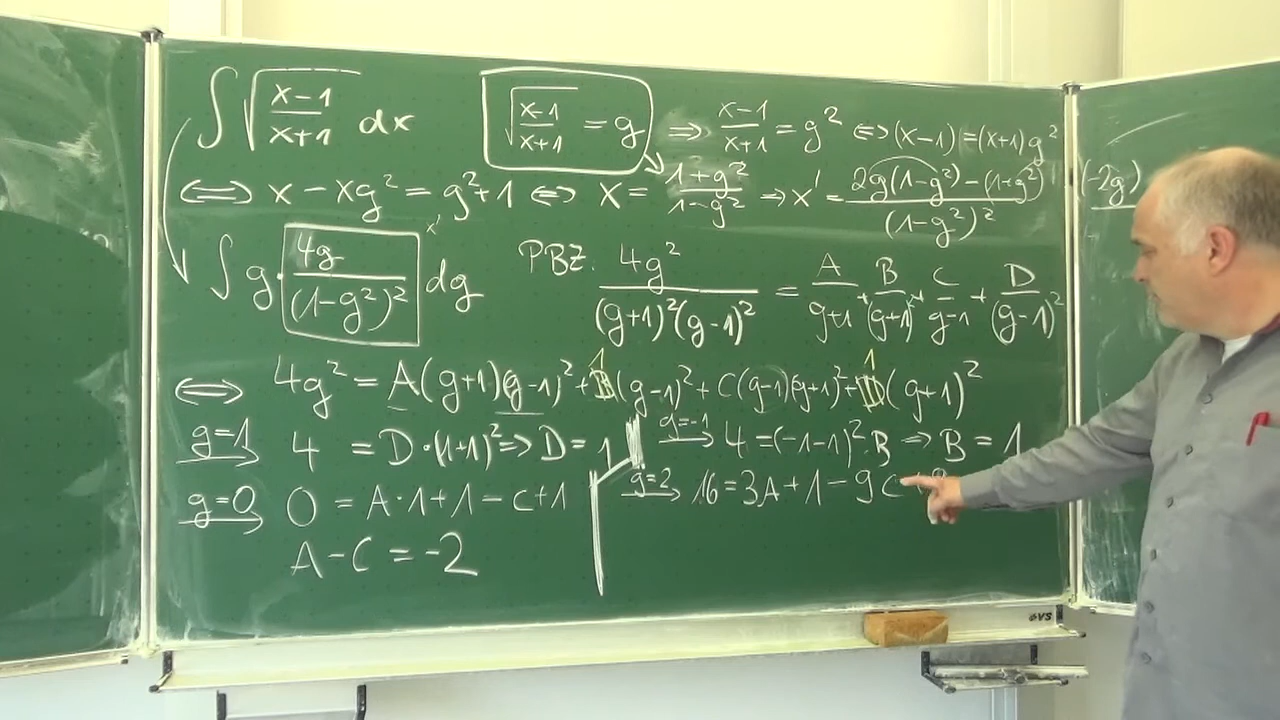 ∫ √((x-1)/(x+1)) dx   √((x-1)/(x+1)) = g ⇒ (x-1)/(x+1) = g² ⇔ (x-1) = (x+1)g²
⇔ x - xg² = g²+1 ⇔ x = (1+g²)/(1-g²) ⇒ x' = (2g(1-g²) - (1+g²)(-2g))/(1-g²)²
∫ g · 4g/(1-g²)² x' dg   PBZ. 4g²/((g+1)²(g-1)²) = A/(g+1) + B/(g+1)² + C/(g-1) + D/(g-1)²
⇔ 4g² = A(g+1)(g-1)² + B 1 (g-1)² + C(g-1)(g+1)² + D 1 (g+1)²
g=1 → 4 = D·(1+1)² ⇒ D = 1   g=-1 → 4 = (-1-1)²·B ⇒ B = 1
g=0 → 0 = A·1+1-C+1   g=2 → 16 = 3A+1-9C
A-C = -2
GVS